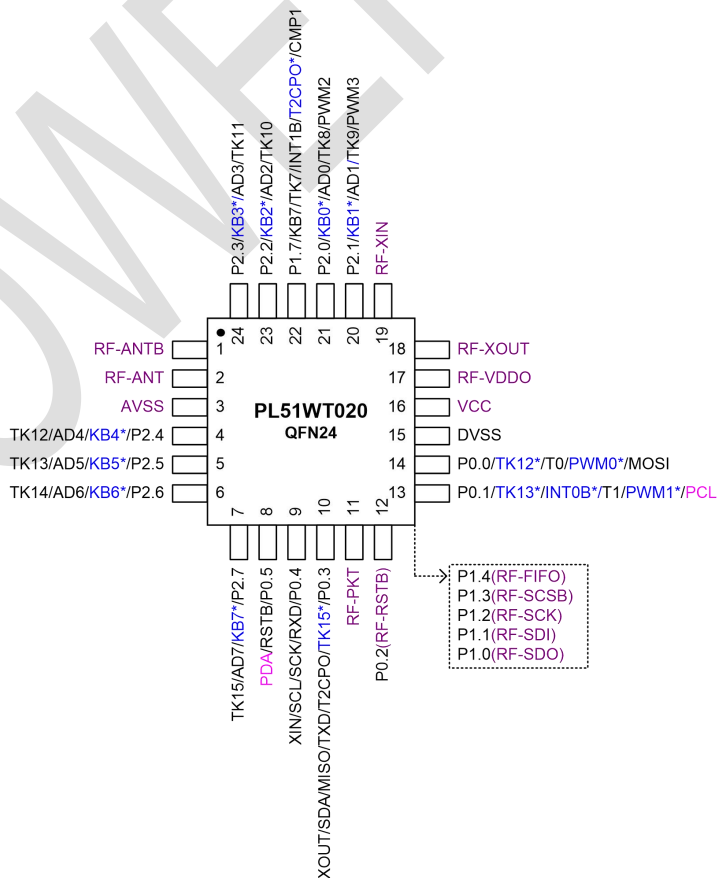 P2.3/KB3*/AD3/TK11
P2.2/KB2*/AD2/TK10
P1.7/KB7/TK7/INT1B/T2CPO*/CMP1
P2.0/KB0*/AD0/TK8/PWM2
P2.1/KB1*/AD1/TK9/PWM3
RF-XIN
24
23
22
21
20
19
RF-ANTB 1
RF-ANT 2
AVSS 3
TK12/AD4/KB4*/P2.4 4
TK13/AD5/KB5*/P2.5 5
TK14/AD6/KB6*/P2.6 6
PL51WT020
QFN24
18 RF-XOUT
17 RF-VDDO
16 VCC
15 DVSS
14 P0.0/TK12*/T0/PWM0*/MOSI
13 P0.1/TK13*/INT0B*/T1/PWM1*/PCL
7
8
9
10
11
12
TK15/AD7/KB7*/P2.7
PDA/RSTB/P0.5
XIN/SCL/SCK/RXD/P0.4
XOUT/SDA/MISO/TXD/T2CPO/TK15*/P0.3
RF-PKT
P0.2(RF-RSTB)
P1.4(RF-FIFO)
P1.3(RF-SCSB)
P1.2(RF-SCK)
P1.1(RF-SDI)
P1.0(RF-SDO)